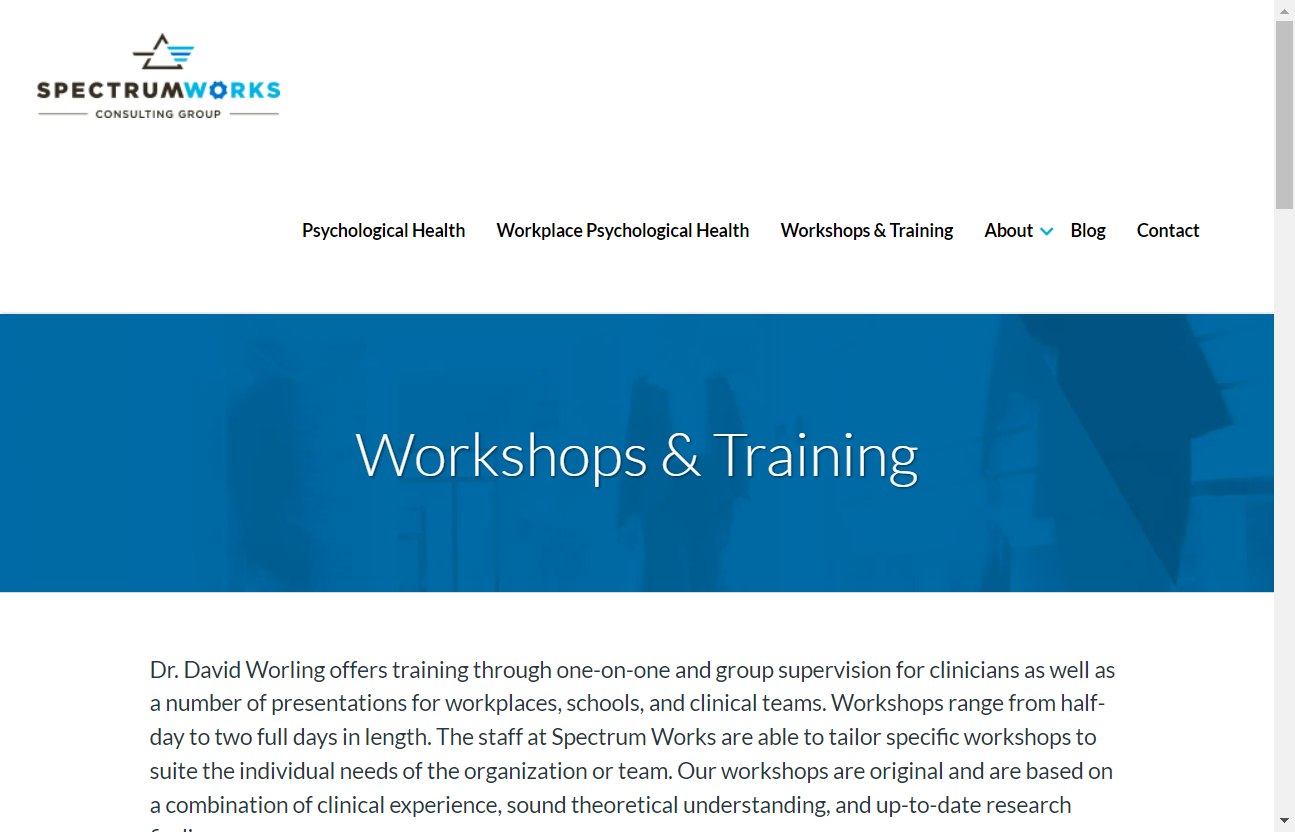 SPECTRUMWORKS
CONSULTING GROUP
Psychological Health Workplace Psychological Health Workshops & Training About Blog Contact
Workshops & Training
Dr. David Worling offers training through one-on-one and group supervision for clinicians as well as
a number of presentations for workplaces, schools, and clinical teams. Workshops range from half-
day to two full days in length. The staff at Spectrum Works are able to tailor specific workshops to
suite the individual needs of the organization or team. Our workshops are original and are based on
a combination of clinical experience, sound theoretical understanding, and up-to-date research